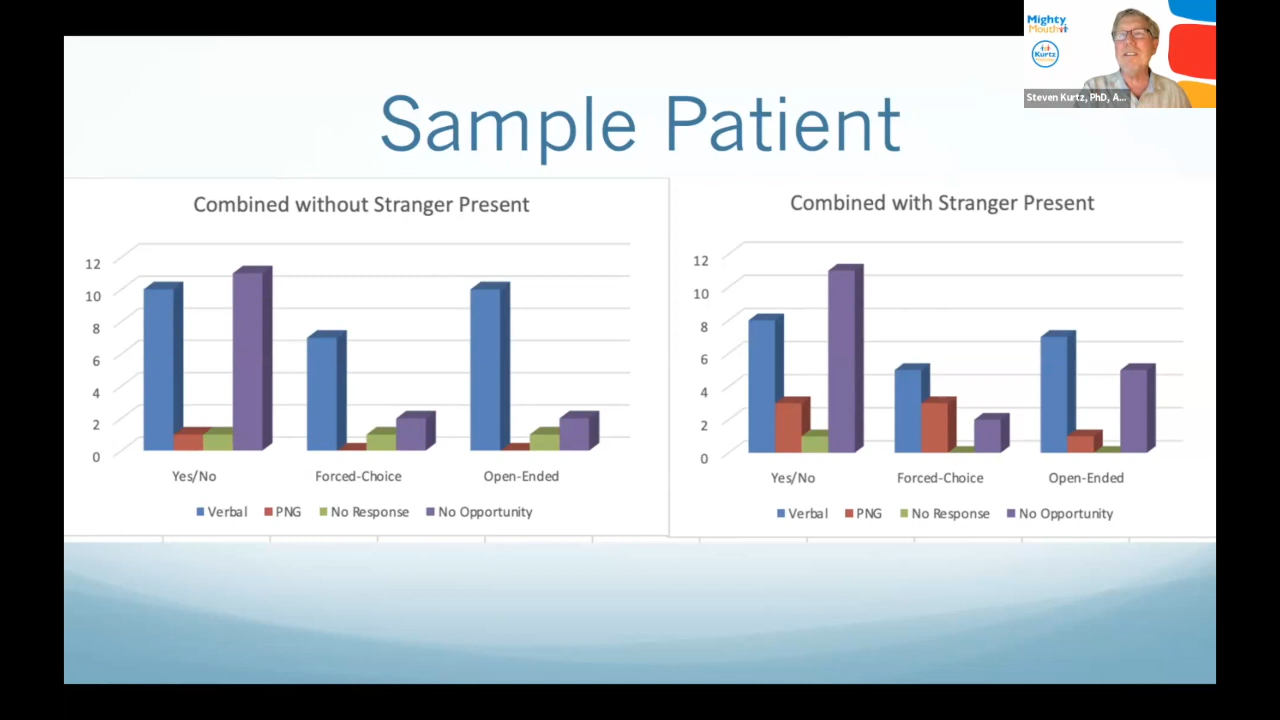 Mighty
Mouth
Kurtz
Steven Kurtz, PhD, A...
Sample Patient
Combined without Stranger Present
12
10
8
6
4
2
0
Yes/No
Forced-Choice
Open-Ended
Verbal
PNG
No Response
No Opportunity
Combined with Stranger Present
12
10
8
6
4
2
0
Yes/No
Forced-Choice
Open-Ended
Verbal
PNG
No Response
No Opportunity